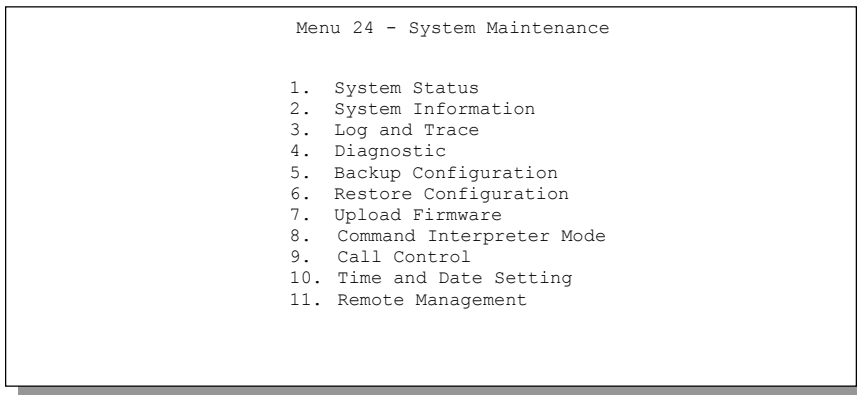 Menu 24 - System Maintenance
1. System Status
2. System Information
3. Log and Trace
4. Diagnostic
5. Backup Configuration
6. Restore Configuration
7. Upload Firmware
8. Command Interpreter Mode
9. Call Control
10. Time and Date Setting
11. Remote Management